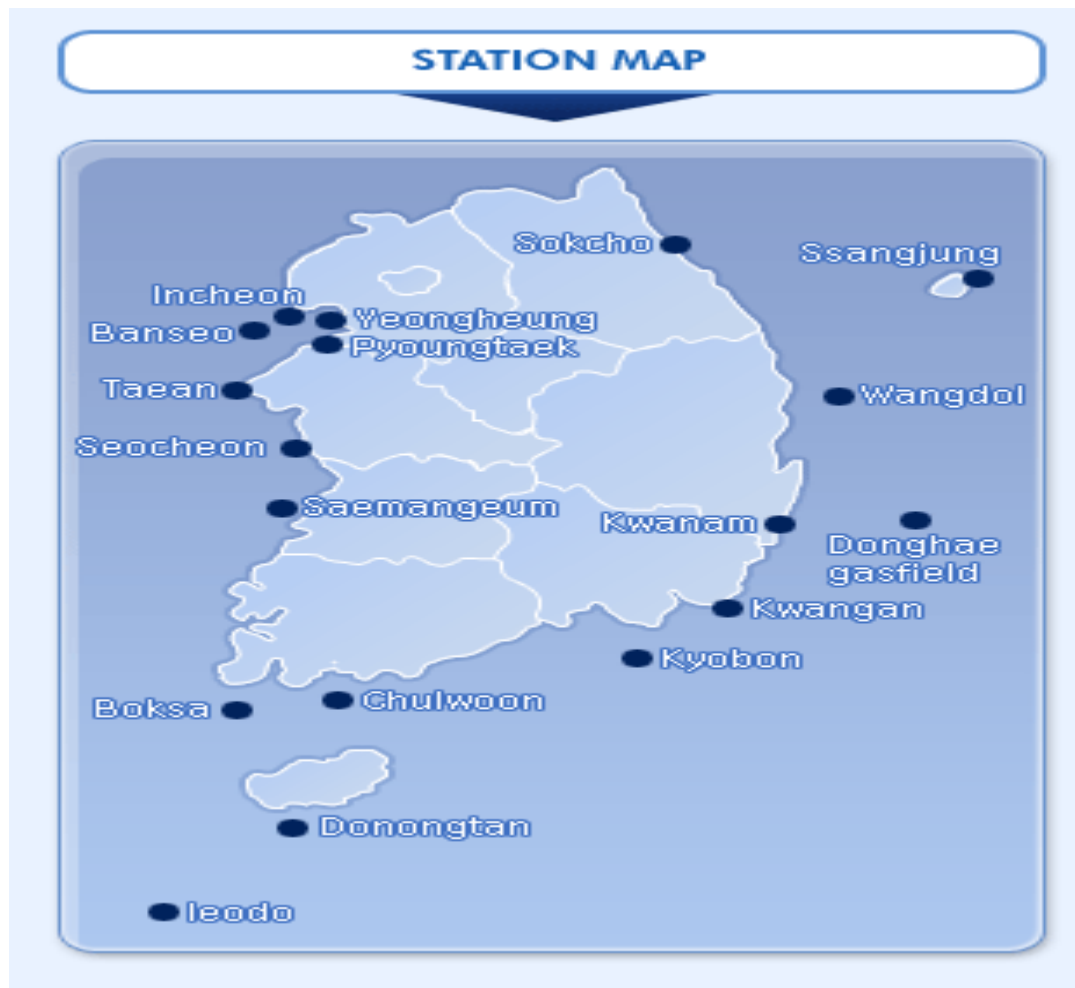 STATION MAP
Sokcho
Ssangjung
Incheon
Yeongheung
Banseo
Pyoungtaek
Taean
Wangdol
Seocheon
Saemangeum
Kwanam
Donghae
gasfield
Kwangan
Kyobon
Chulwoon
Boksa
Donongtan
Ieodo